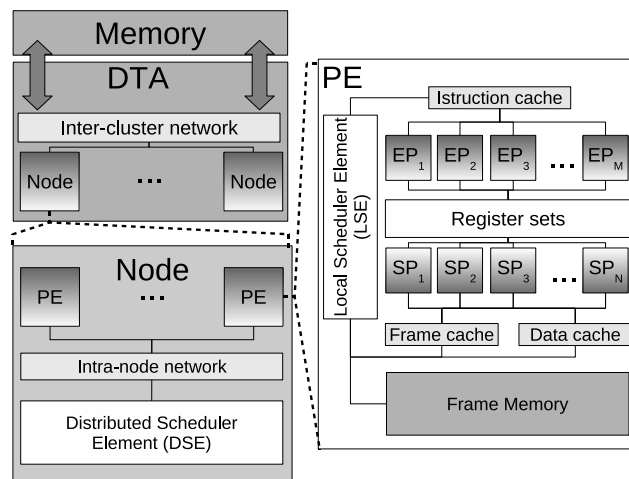 Memory
DTA
Inter-cluster network
Node ... Node
Node
PE ... PE
Intra-node network
Distributed Scheduler
Element (DSE)
PE
Istruction cache
Local Scheduler Element
(LSE)
EP1 EP2 EP3 ... EPM
Register sets
SP1 SP2 SP3 ... SPN
Frame cache Data cache
Frame Memory